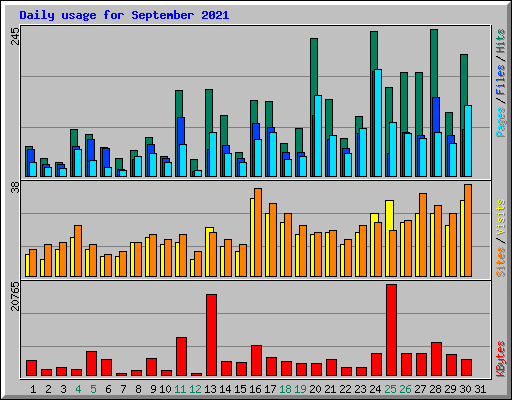 Daily usage for September 2021
245
Pages / Files / Hits
38
Sites / Visits
20765
KBytes
1 2 3 4 5 6 7 8 9 10 11 12 13 14 15 16 17 18 19 20 21 22 23 24 25 26 27 28 29 30 31